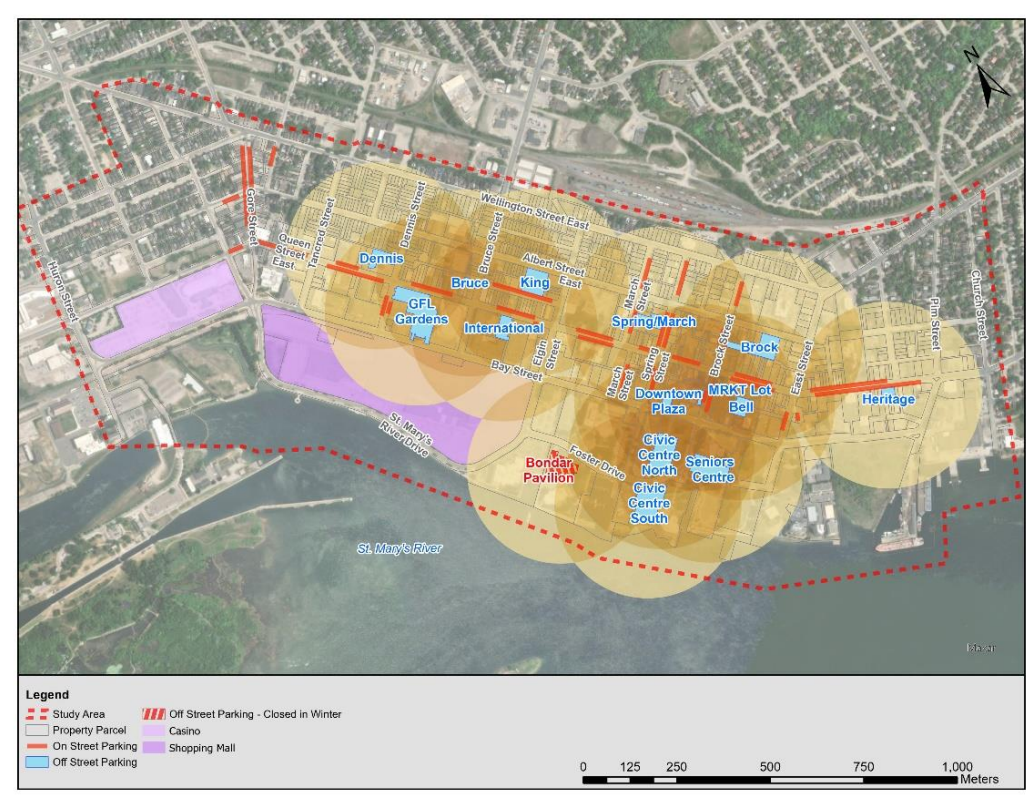 N
Wellington Street East
Dennis Street
Tancred Street
Gore Street
Queen
Street
East
Bruce Street
Albert Street
East
Dennis
Bruce
King
GFL
Gardens
International
March
Street
Spring/March
Brock Street
Brock
East Street
Plm Street
Church Street
Huron Street
Elgin
Street
Bay Street
March
Street
Spring
Street
Downtown
Plaza
MRKT Lot
Bell
Heritage
St. Mary's
River Drive
Bondar
Pavilion
Foster Drive
Civic
Centre
North
Seniors
Centre
Civic
Centre
South
St. Mary's River
Legend
Study Area
Property Parcel
On Street Parking
Off Street Parking
Off Street Parking - Closed in Winter
Casino
Shopping Mall
0 125 250 500 750 1,000
Meters